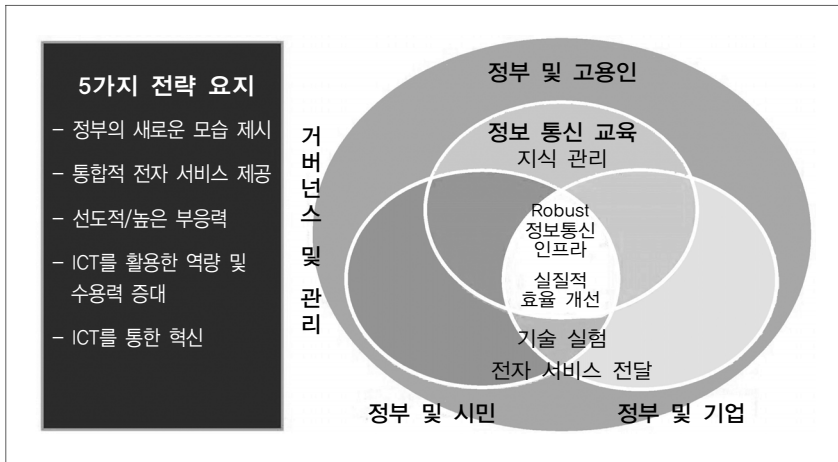 5가지 전략 요지
– 정부의 새로운 모습 제시
– 통합적 전자 서비스 제공
– 선도적/높은 부응력
– ICT를 활용한 역량 및
수용력 증대
– ICT를 통한 혁신
거버넌스 및 관리
정부 및 고용인
정보 통신 교육
지식 관리
Robust
정보통신
인프라
실질적
효율 개선
기술 실험
전자 서비스 전달
정부 및 시민
정부 및 기업